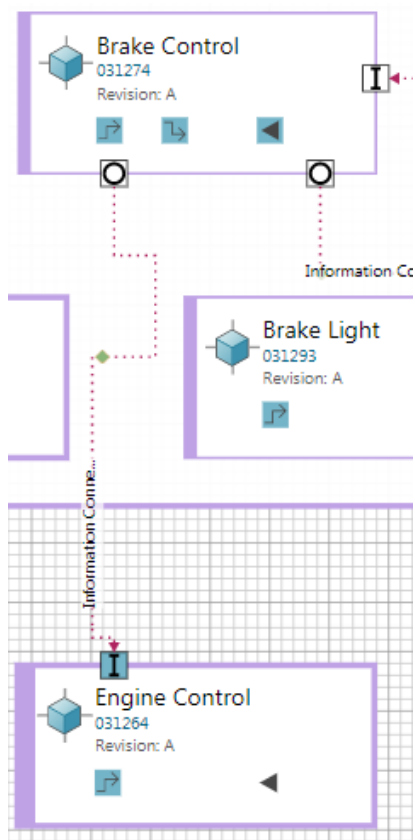 Brake Control
031274
Revision: A
I
Information Co
Brake Light
031293
Revision: A
Information Conne...
I
Engine Control
031264
Revision: A